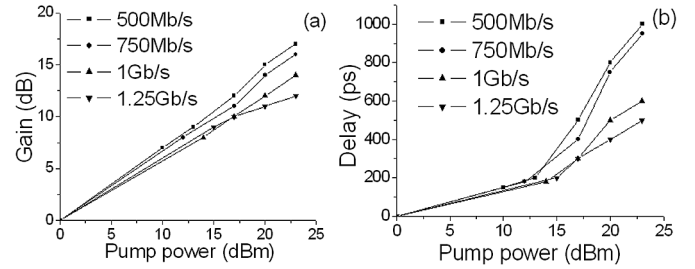 (a)
500Mb/s
750Mb/s
1Gb/s
1.25Gb/s
Gain (dB)
20
15
10
5
0
0 5 10 15 20 25
Pump power (dBm)
(b)
500Mb/s
750Mb/s
1Gb/s
1.25Gb/s
Delay (ps)
1000
800
600
400
200
0
0 5 10 15 20 25
Pump power (dBm)